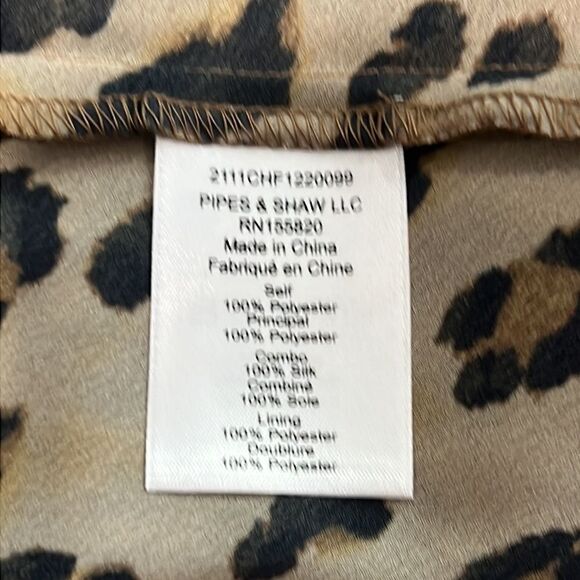 2111CHF1220099
PIPES & SHAW LLC
RN155820
Made in China
Fabriqué en Chine
Self
100% Polyester
Principal
100% Polyester
Combo
100% Silk
Combiné
100% Soie
Lining
100% Polyester
Doublure
100% Polyester